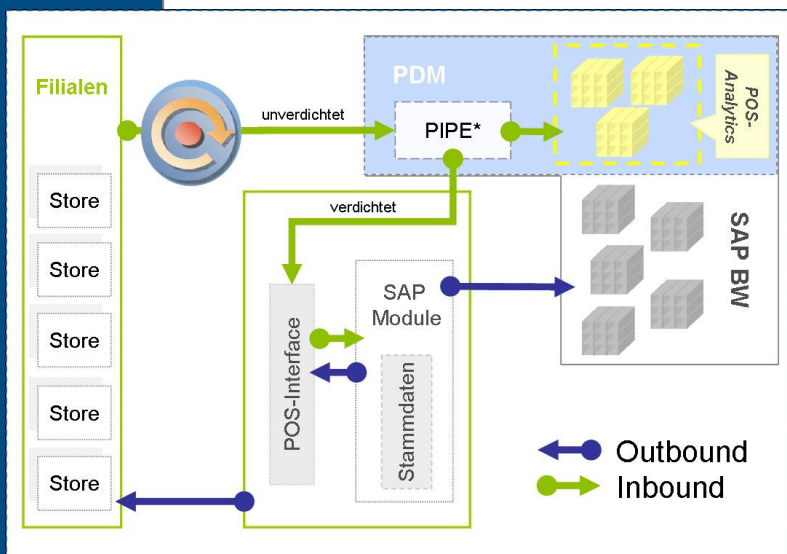 Filialen
Store
Store
Store
Store
Store
unverdichtet
PDM
PIPE*
POS-
Analytics
verdichtet
POS-Interface
SAP
Module
Stammdaten
SAP BW
Outbound
Inbound